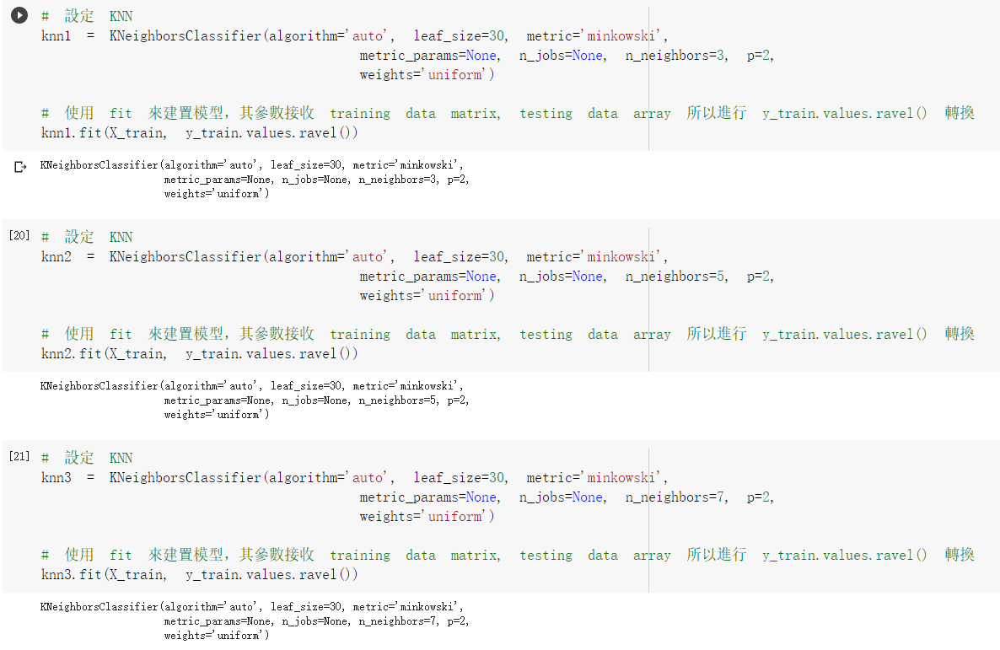 # 設定 KNN
knn1 = KNeighborsClassifier(algorithm='auto', leaf_size=30, metric='minkowski',
metric_params=None, n_jobs=None, n_neighbors=3, p=2,
weights='uniform')
# 使用 fit 來建置模型，其參數接收 training data matrix, testing data array 所以進行 y_train.values.ravel() 轉換
knn1.fit(X_train, y_train.values.ravel())
KNeighborsClassifier(algorithm='auto', leaf_size=30, metric='minkowski',
metric_params=None, n_jobs=None, n_neighbors=3, p=2,
weights='uniform')
[20] # 設定 KNN
knn2 = KNeighborsClassifier(algorithm='auto', leaf_size=30, metric='minkowski',
metric_params=None, n_jobs=None, n_neighbors=5, p=2,
weights='uniform')
# 使用 fit 來建置模型，其參數接收 training data matrix, testing data array 所以進行 y_train.values.ravel() 轉換
knn2.fit(X_train, y_train.values.ravel())
KNeighborsClassifier(algorithm='auto', leaf_size=30, metric='minkowski',
metric_params=None, n_jobs=None, n_neighbors=5, p=2,
weights='uniform')
[21] # 設定 KNN
knn3 = KNeighborsClassifier(algorithm='auto', leaf_size=30, metric='minkowski',
metric_params=None, n_jobs=None, n_neighbors=7, p=2,
weights='uniform')
# 使用 fit 來建置模型，其參數接收 training data matrix, testing data array 所以進行 y_train.values.ravel() 轉換
knn3.fit(X_train, y_train.values.ravel())
KNeighborsClassifier(algorithm='auto', leaf_size=30, metric='minkowski',
metric_params=None, n_jobs=None, n_neighbors=7, p=2,
weights='uniform')